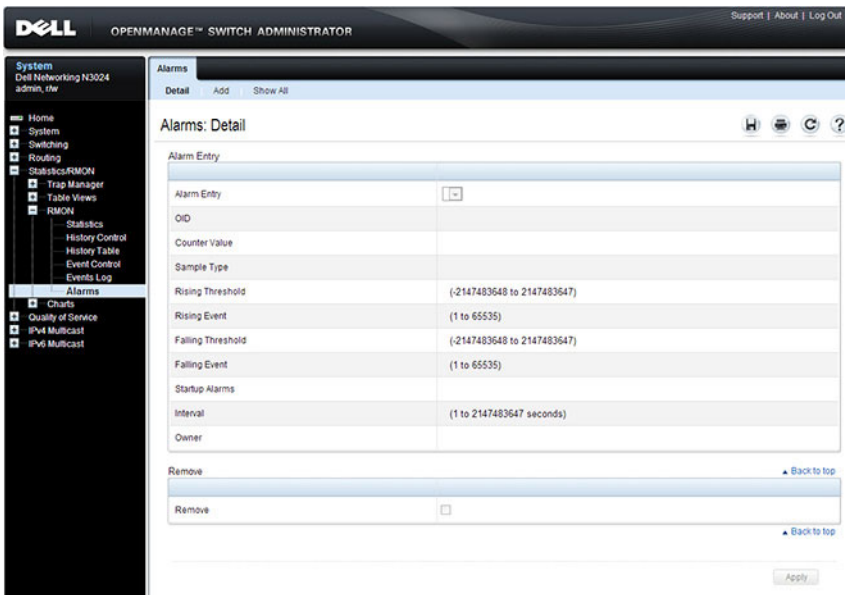 Support | About | Log Out
DELL
OPENMANAGE™ SWITCH ADMINISTRATOR
System
Dell Networking N3024
admin, r/w
Home
System
Switching
Routing
Statistics/RMON
Trap Manager
Table Views
RMON
Statistics
History Control
History Table
Event Control
Events Log
Alarms
Charts
Quality of Service
IPv4 Multicast
IPv6 Multicast
Alarms
Detail Add Show All
Alarms: Detail
?
Alarm Entry
Alarm Entry
OID
Counter Value
Sample Type
Rising Threshold (-2147483648 to 2147483647)
Rising Event (1 to 65535)
Falling Threshold (-2147483648 to 2147483647)
Falling Event (1 to 65535)
Startup Alarms
Interval (1 to 2147483647 seconds)
Owner
Remove
Back to top
Remove
Back to top
Apply